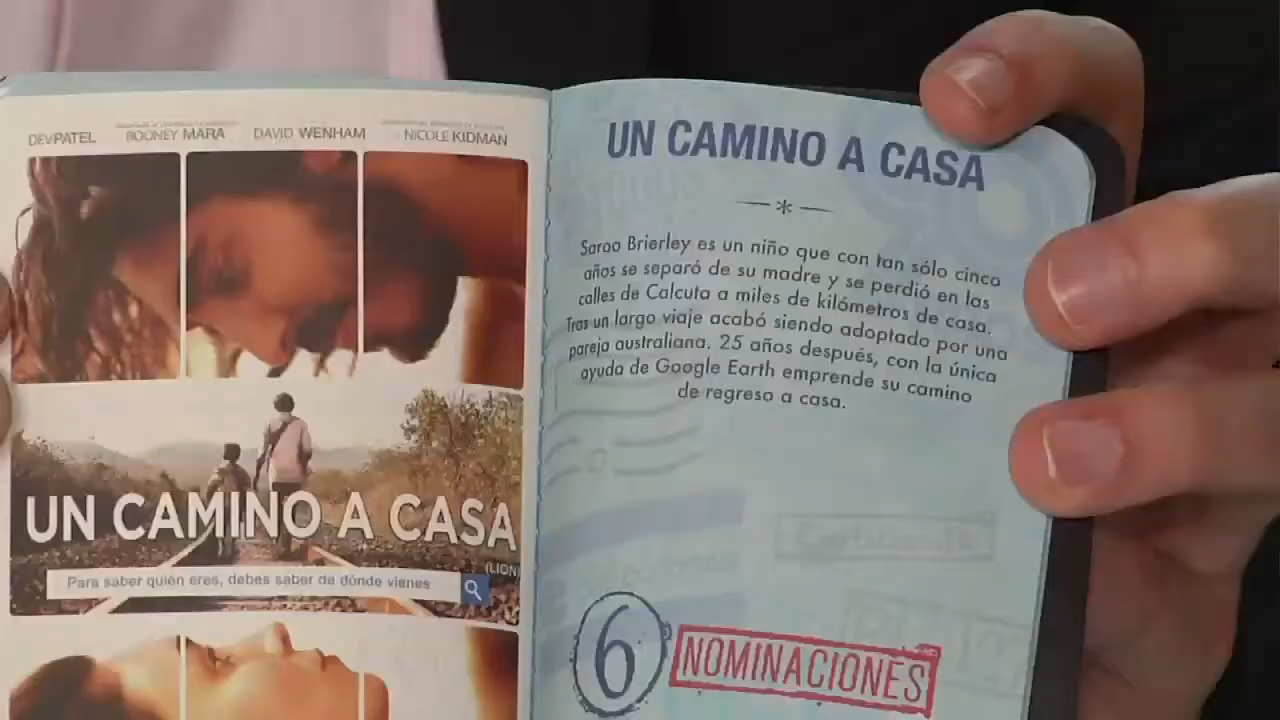 DEV PATEL ROONEY MARA DAVID WENHAM NICOLE KIDMAN
UN CAMINO A CASA
(LION)
Para saber quién eres, debes saber de dónde vienes
UN CAMINO A CASA
Saroo Brierley es un niño que con tan sólo cinco
años se separó de su madre y se perdió en las
calles de Calcuta a miles de kilómetros de casa.
Tras un largo viaje acabó siendo adoptado por una
pareja australiana. 25 años después, con la única
ayuda de Google Earth emprende su camino
de regreso a casa.
6 NOMINACIONES